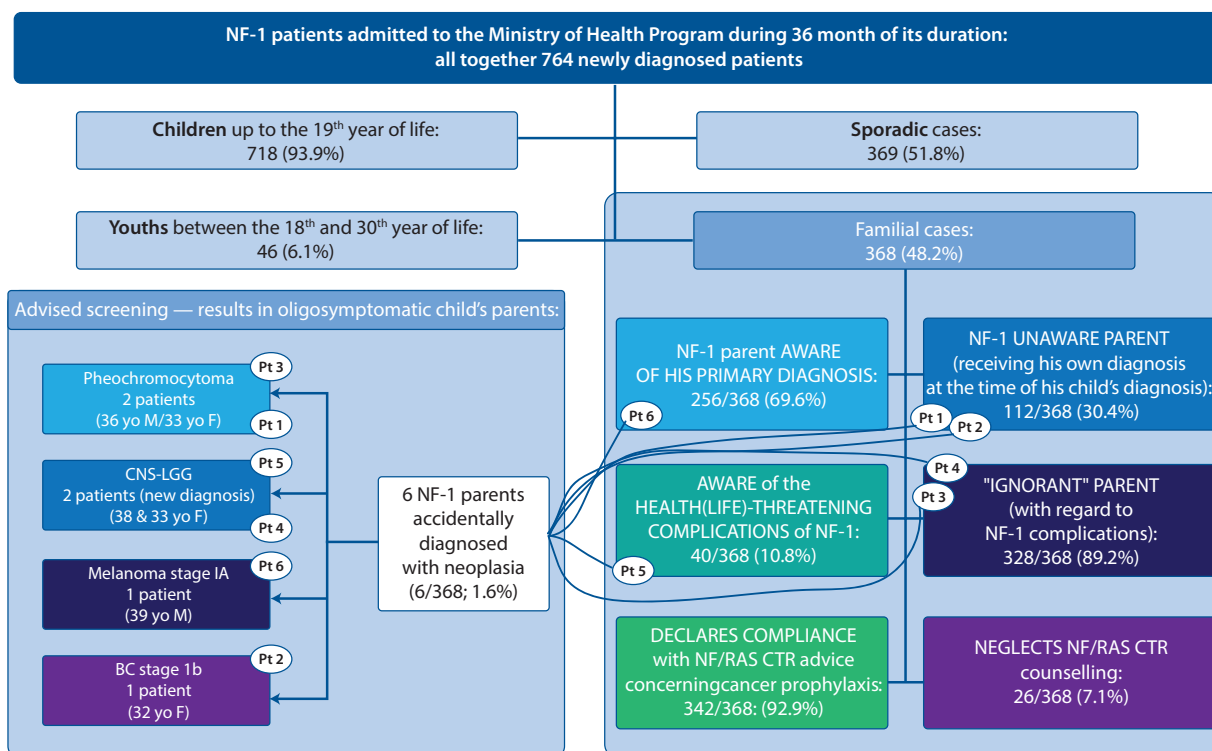 NF-1 patients admitted to the Ministry of Health Program during 36 month of its duration:
all together 764 newly diagnosed patients
Children up to the 19th year of life:
718 (93.9%)
Sporadic cases:
369 (51.8%)
Youths between the 18th and 30th year of life:
46 (6.1%)
Familial cases:
368 (48.2%)
Advised screening — results in oligosymptomatic child's parents:
Pt 3
Pheochromocytoma
2 patients
(36 yo M/33 yo F)
Pt 1
Pt 5
CNS-LGG
2 patients (new diagnosis)
(38 & 33 yo F)
Pt 4
Pt 6
Melanoma stage IA
1 patient
(39 yo M)
Pt 2
BC stage 1b
1 patient
(32 yo F)
6 NF-1 parents
accidentally
diagnosed
with neoplasia
(6/368; 1.6%)
NF-1 parent AWARE
OF HIS PRIMARY DIAGNOSIS:
256/368 (69.6%)
Pt 6
NF-1 UNAWARE PARENT
(receiving his own diagnosis
at the time of his child's diagnosis):
112/368 (30.4%)
Pt 1
Pt 2
AWARE of the
HEALTH(LIFE)-THREATENING
COMPLICATIONS of NF-1:
40/368 (10.8%)
Pt 5
Pt 4
Pt 3
"IGNORANT" PARENT
(with regard to
NF-1 complications):
328/368 (89.2%)
DECLARES COMPLIANCE
with NF/RAS CTR advice
concerningcancer prophylaxis:
342/368: (92.9%)
NEGLECTS NF/RAS CTR
counselling:
26/368 (7.1%)